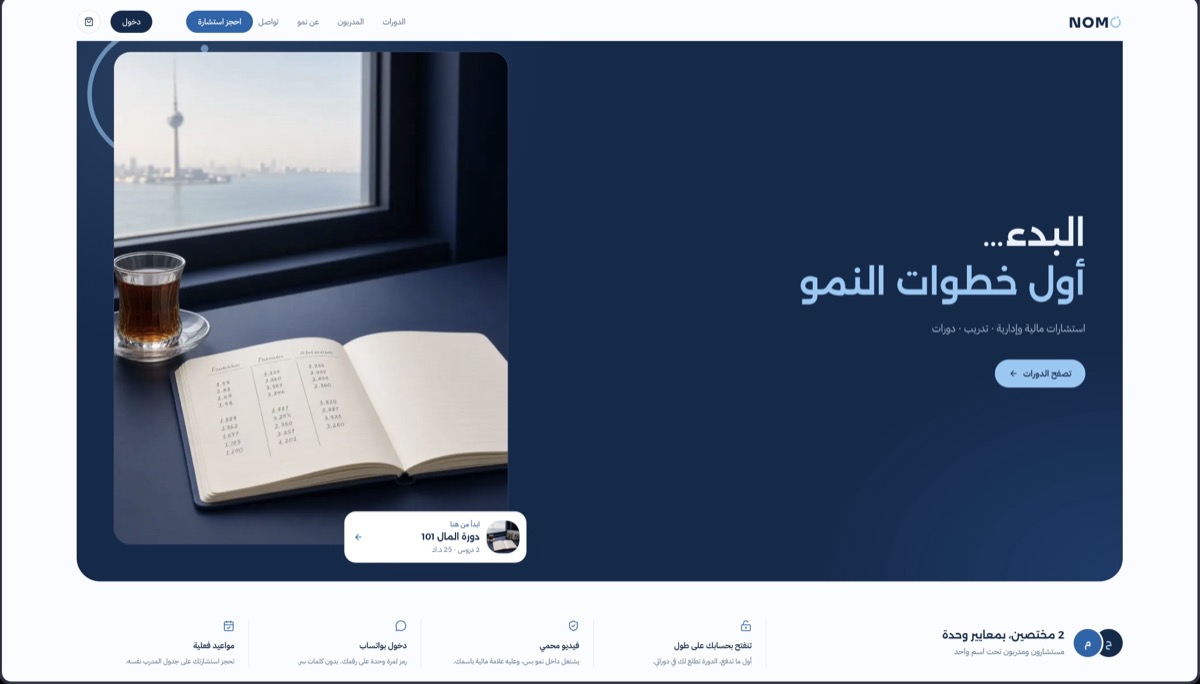 NOMO
الدورات
المدربون
عن نمو
تواصل
احجز استشارة
دخول
البدء...
أول خطوات النمو
استشارات مالية وإدارية · تدريب · دورات
تصفح الدورات ←
ابدأ من هنا
دورة المال 101
2 دروس · 25 د.ك
←
ج
م
2 مختصين، بمعايير وحدة
مستشارون ومدربون تحت اسم واحد
تنفتح بحسابك على طول
أول ما تدفع، الدورة تطلع لك في دوراتي.
فيديو محمي
يشتغل داخل نمو بس، وعليه علامة مائية باسمك.
دخول بواتساب
رمز لمرة وحدة على رقمك. بدون كلمات سر.
مواعيد فعلية
تحجز استشارتك على جدول المدرب نفسه.